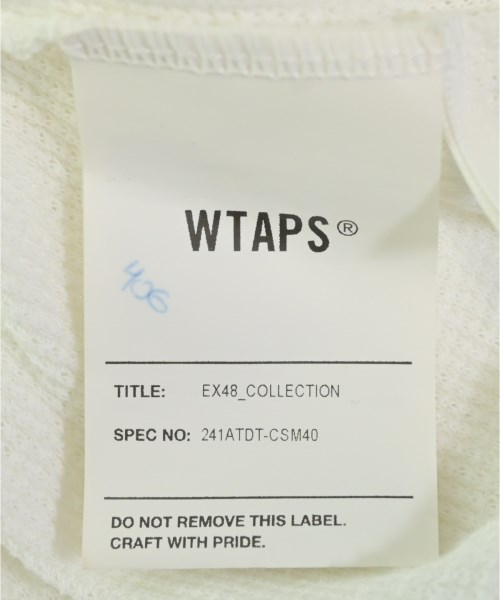 WTAPS®
406
TITLE: EX48_COLLECTION
SPEC NO: 241ATDT-CSM40
DO NOT REMOVE THIS LABEL.
CRAFT WITH PRIDE.